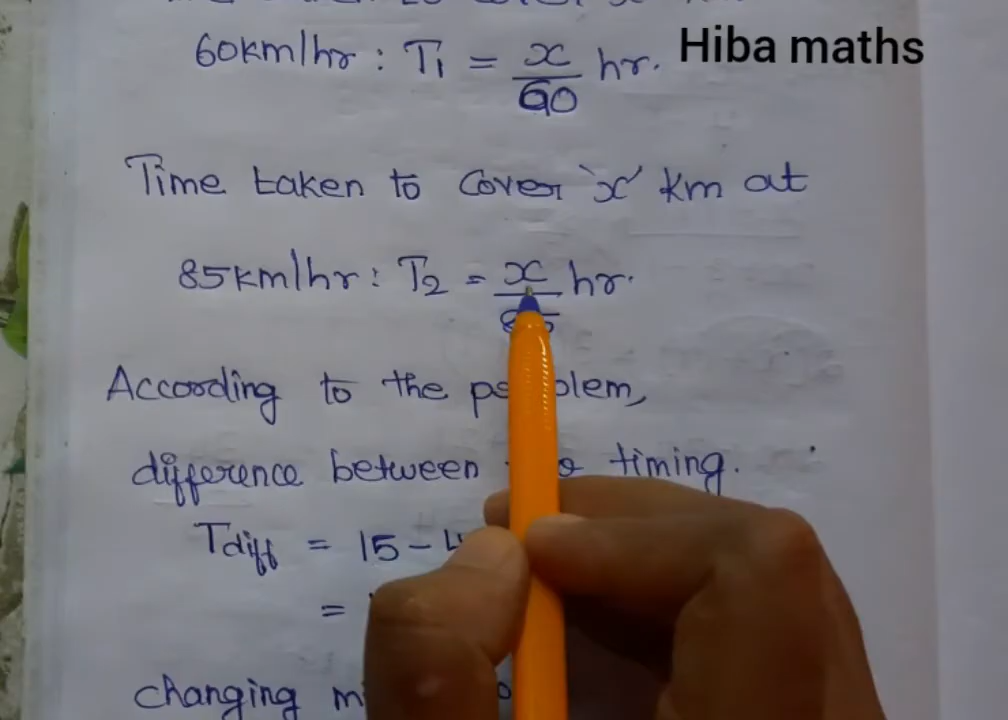 60km/hr : T1 = x/60 hr.
Hiba maths
Time taken to cover 'x' km at
85km/hr : T2 = x/85 hr.
According to the problem,
difference between timing.
Tdiff = 15 - 4
=
changing